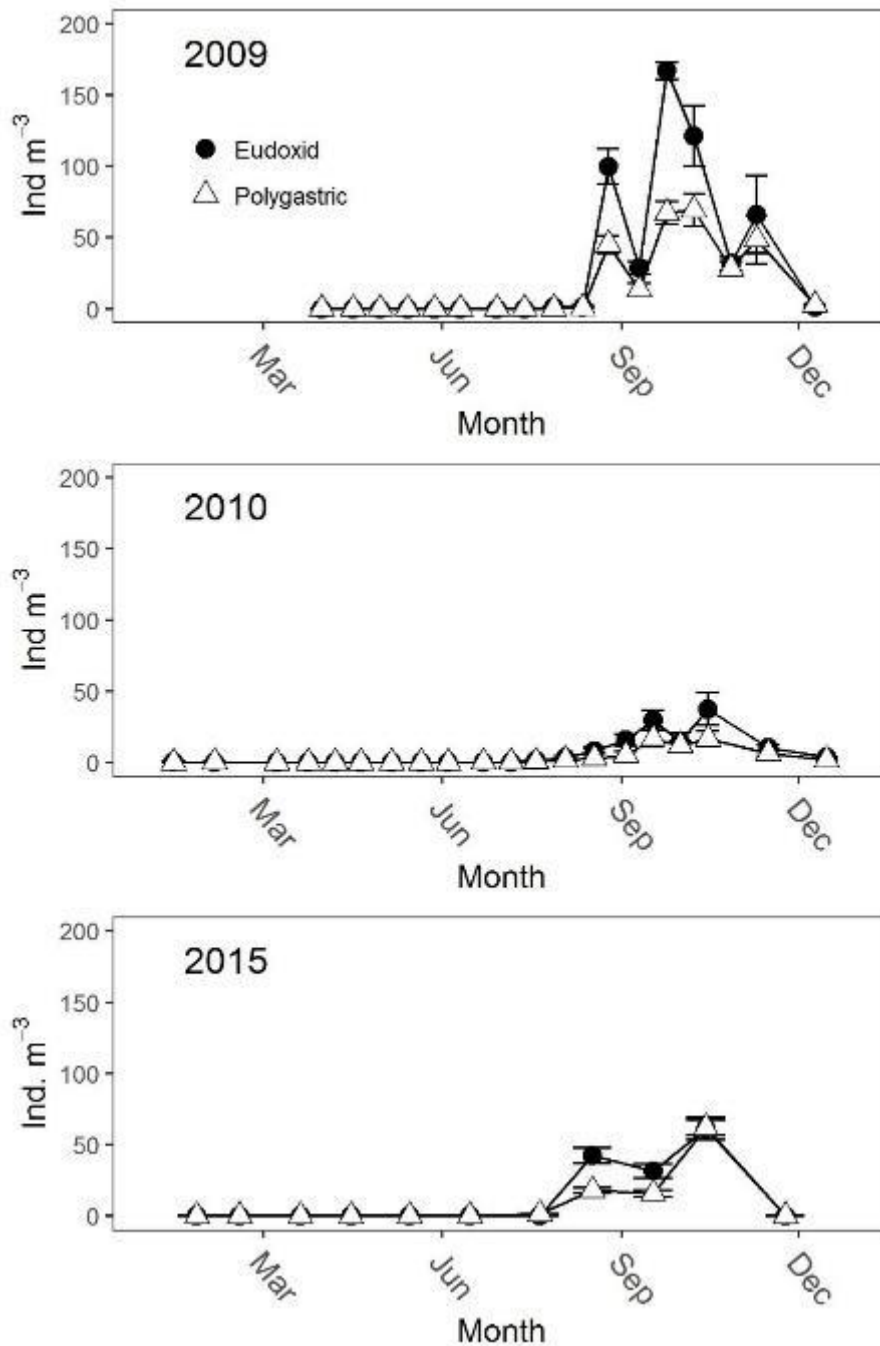 2009
Eudoxid
Polygastric
Ind m⁻³
200
150
100
50
0
Mar
Jun
Sep
Dec
Month
2010
Ind m⁻³
200
150
100
50
0
Mar
Jun
Sep
Dec
Month
2015
Ind. m⁻³
200
150
100
50
0
Mar
Jun
Sep
Dec
Month